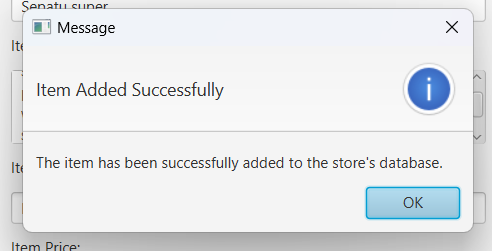 Sepatu super
Message
Item Added Successfully
The item has been successfully added to the store's database.
OK
Item Price: